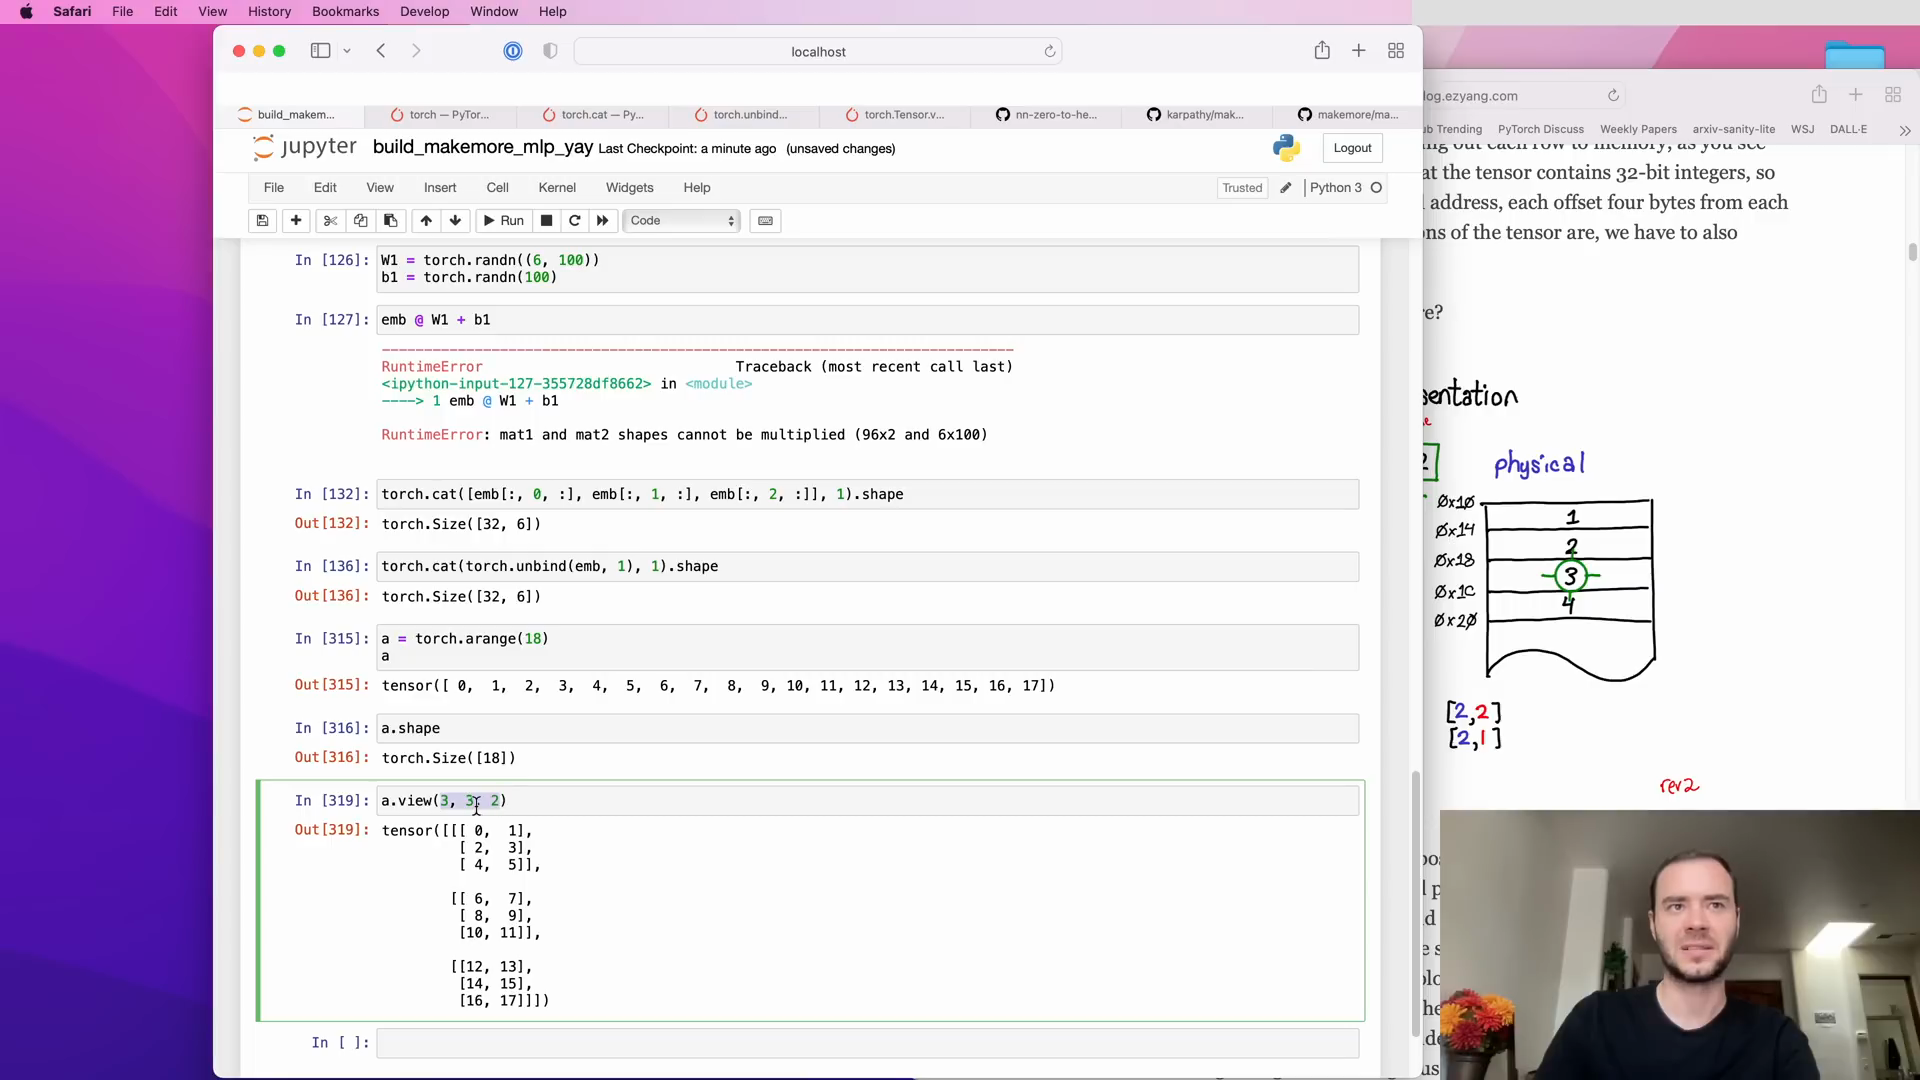 Safari File Edit View History Bookmarks Develop Window Help
localhost
build_makem... torch — PyTor... torch.cat — Py... torch.unbind... torch.Tensor.v... nn-zero-to-he... karpathy/mak... makemore/ma...
jupyter build_makemore_mlp_yay Last Checkpoint: a minute ago (unsaved changes) Logout
File Edit View Insert Cell Kernel Widgets Help Trusted Python 3
Run Code
In [126]: W1 = torch.randn((6, 100))
b1 = torch.randn(100)
In [127]: emb @ W1 + b1
RuntimeError Traceback (most recent call last)
<ipython-input-127-355728df8662> in <module>
----> 1 emb @ W1 + b1
RuntimeError: mat1 and mat2 shapes cannot be multiplied (96x2 and 6x100)
In [132]: torch.cat([emb[:, 0, :], emb[:, 1, :], emb[:, 2, :]], 1).shape
Out[132]: torch.Size([32, 6])
In [136]: torch.cat(torch.unbind(emb, 1), 1).shape
Out[136]: torch.Size([32, 6])
In [315]: a = torch.arange(18)
a
Out[315]: tensor([ 0, 1, 2, 3, 4, 5, 6, 7, 8, 9, 10, 11, 12, 13, 14, 15, 16, 17])
In [316]: a.shape
Out[316]: torch.Size([18])
In [319]: a.view(3, 3, 2)
Out[319]: tensor([[[ 0, 1],
[ 2, 3],
[ 4, 5]],
[[ 6, 7],
[ 8, 9],
[10, 11]],
[[12, 13],
[14, 15],
[16, 17]]])
In [ ]:
log.ezyang.com
ub Trending PyTorch Discuss Weekly Papers arxiv-sanity-lite WSJ DALL·E
ing out each row to memory, as you see
at the tensor contains 32-bit integers, so
l address, each offset four bytes from each
ns of the tensor are, we have to also
re?
sentation
2 physical
0x10
1
0x14
2
0x18
3
0x1C
4
0x20
[2,2]
[2,1]
rev2